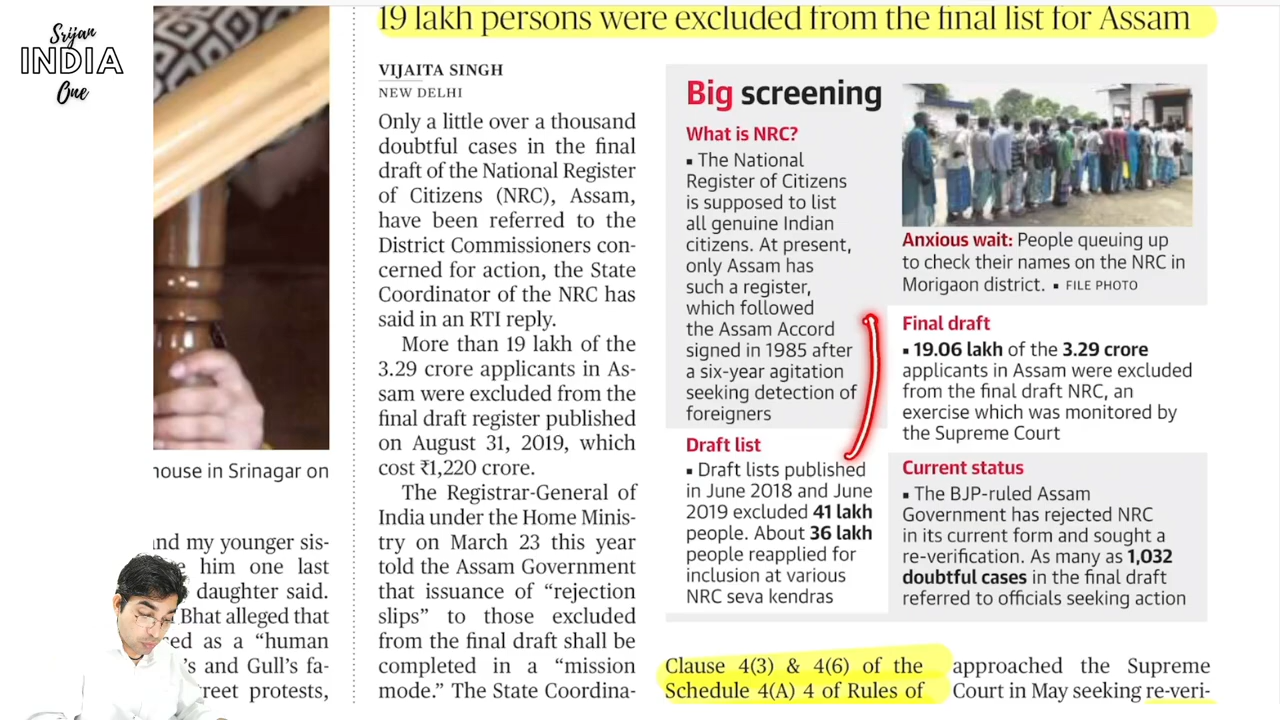 Srijan
INDIA
One
19 lakh persons were excluded from the final list for Assam
VIJAITA SINGH
NEW DELHI
Only a little over a thousand
doubtful cases in the final
draft of the National Register
of Citizens (NRC), Assam,
have been referred to the
District Commissioners con-
cerned for action, the State
Coordinator of the NRC has
said in an RTI reply.
More than 19 lakh of the
3.29 crore applicants in As-
sam were excluded from the
final draft register published
on August 31, 2019, which
cost ₹1,220 crore.
The Registrar-General of
India under the Home Minis-
try on March 23 this year
told the Assam Government
that issuance of “rejection
slips” to those excluded
from the final draft shall be
completed in a “mission
mode.” The State Coordina-
Big screening
What is NRC?
▪ The National
Register of Citizens
is supposed to list
all genuine Indian
citizens. At present,
only Assam has
such a register,
which followed
the Assam Accord
signed in 1985 after
a six-year agitation
seeking detection of
foreigners
Draft list
▪ Draft lists published
in June 2018 and June
2019 excluded 41 lakh
people. About 36 lakh
people reapplied for
inclusion at various
NRC seva kendras
Anxious wait: People queuing up
to check their names on the NRC in
Morigaon district. ▪ FILE PHOTO
Final draft
▪ 19.06 lakh of the 3.29 crore
applicants in Assam were excluded
from the final draft NRC, an
exercise which was monitored by
the Supreme Court
Current status
▪ The BJP-ruled Assam
Government has rejected NRC
in its current form and sought a
re-verification. As many as 1,032
doubtful cases in the final draft
referred to officials seeking action
Clause 4(3) & 4(6) of the
Schedule 4(A) 4 of Rules of
approached the Supreme
Court in May seeking re-veri-
house in Srinagar on
and my younger sis-
him one last
daughter said.
Bhat alleged that
as a “human
and Gull’s fa-
protests,